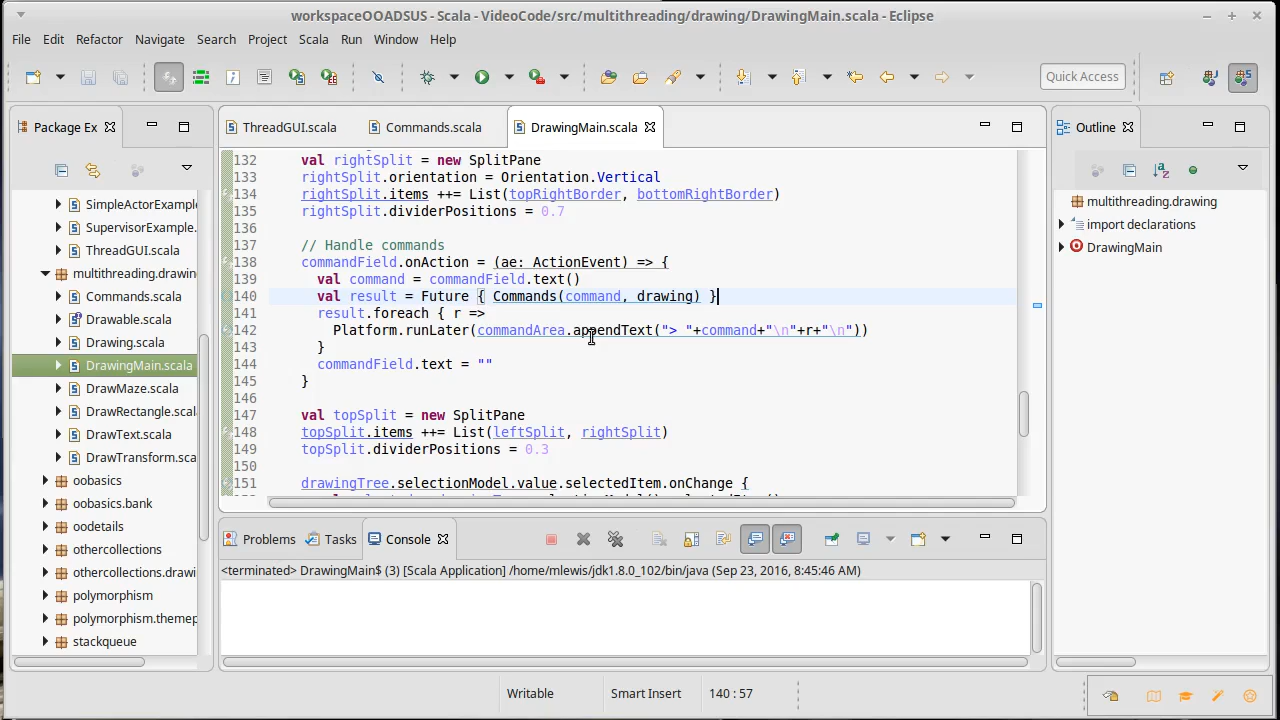 workspaceOOADSUS - Scala - VideoCode/src/multithreading/drawing/DrawingMain.scala - Eclipse
File Edit Refactor Navigate Search Project Scala Run Window Help
Quick Access
Package Ex
ThreadGUI.scala
Commands.scala
DrawingMain.scala
Outline
SimpleActorExampl
SupervisorExample.
ThreadGUI.scala
multithreading.drawin
Commands.scala
Drawable.scala
Drawing.scala
DrawingMain.scala
DrawMaze.scala
DrawRectangle.scal
DrawText.scala
DrawTransform.sca
oobasics
oobasics.bank
oodetails
othercollections
othercollections.drawi
polymorphism
polymorphism.themep
stackqueue
132 val rightSplit = new SplitPane
133 rightSplit.orientation = Orientation.Vertical
134 rightSplit.items ++= List(topRightBorder, bottomRightBorder)
135 rightSplit.dividerPositions = 0.7
136
137 // Handle commands
138 commandField.onAction = (ae: ActionEvent) => {
139 val command = commandField.text()
140 val result = Future { Commands(command, drawing) }
141 result.foreach { r =>
142 Platform.runLater(commandArea.appendText("> "+command+"\n"+r+"\n"))
143 }
144 commandField.text = ""
145 }
146
147 val topSplit = new SplitPane
148 topSplit.items ++= List(leftSplit, rightSplit)
149 topSplit.dividerPositions = 0.3
150
151 drawingTree.selectionModel.value.selectedItem.onChange {
multithreading.drawing
import declarations
DrawingMain
Problems
Tasks
Console
<terminated> DrawingMain$ (3) [Scala Application] /home/mlewis/jdk1.8.0_102/bin/java (Sep 23, 2016, 8:45:46 AM)
Writable
Smart Insert
140 : 57